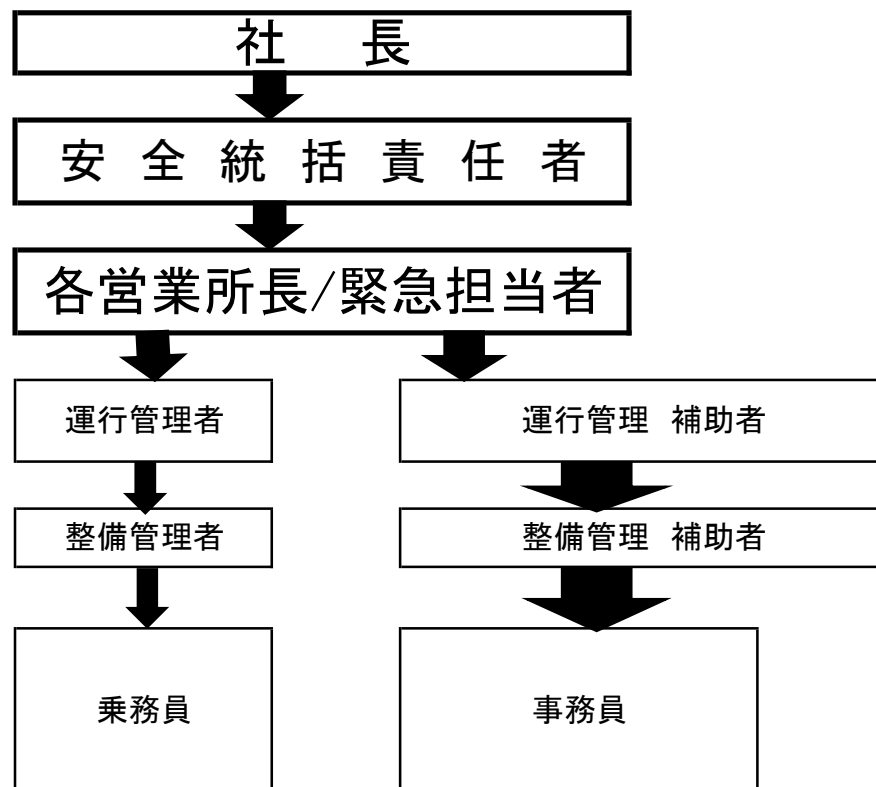 社　長
安 全 統 括 責 任 者
各営業所長/緊急担当者
運行管理者
運行管理 補助者
整備管理者
整備管理 補助者
乗務員
事務員